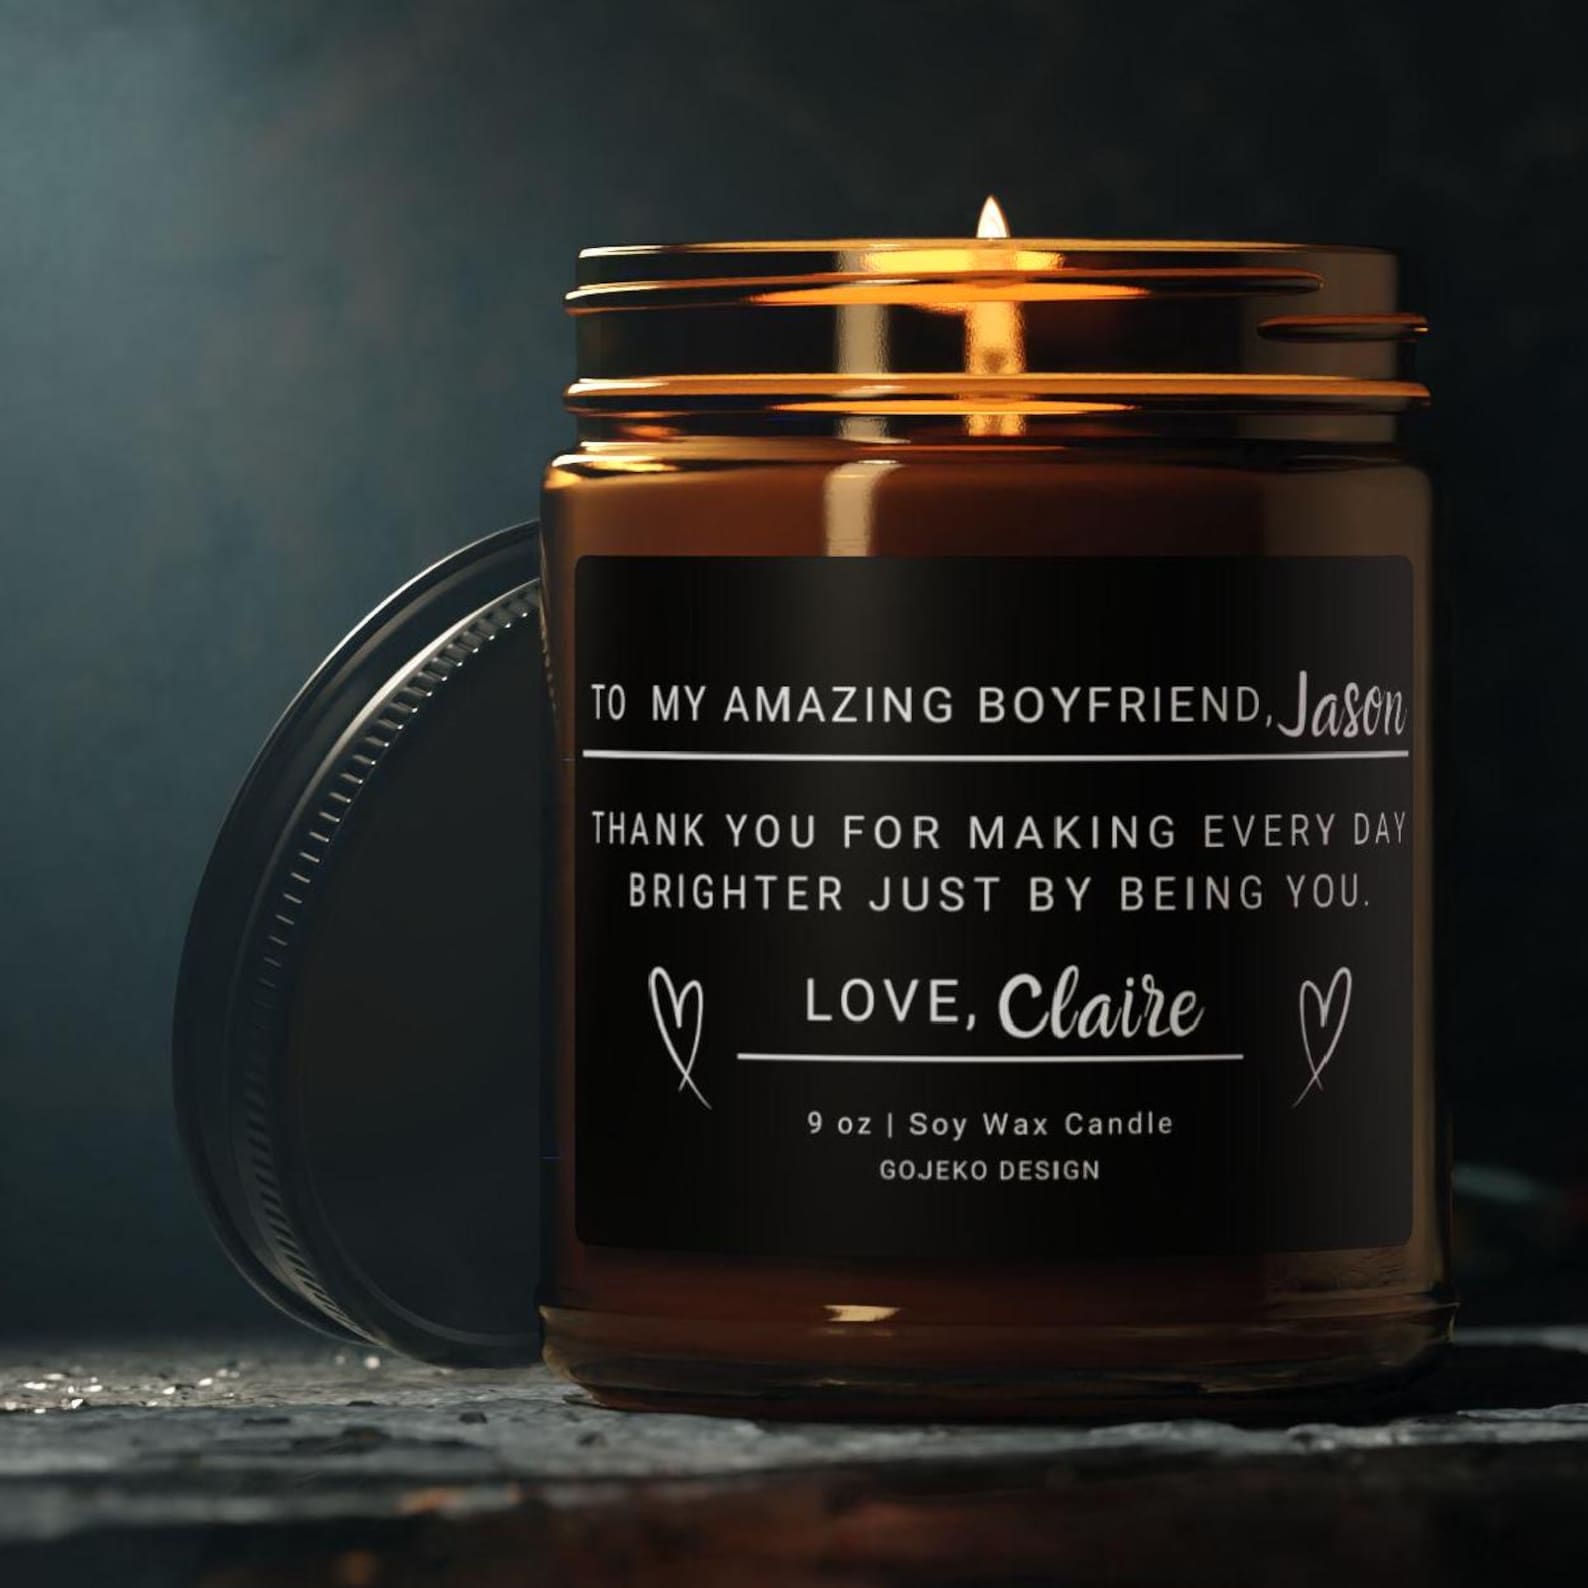 TO MY AMAZING BOYFRIEND, Jason
THANK YOU FOR MAKING EVERY DAY
BRIGHTER JUST BY BEING YOU.
LOVE, Claire
9 oz | Soy Wax Candle
GOJEKO DESIGN